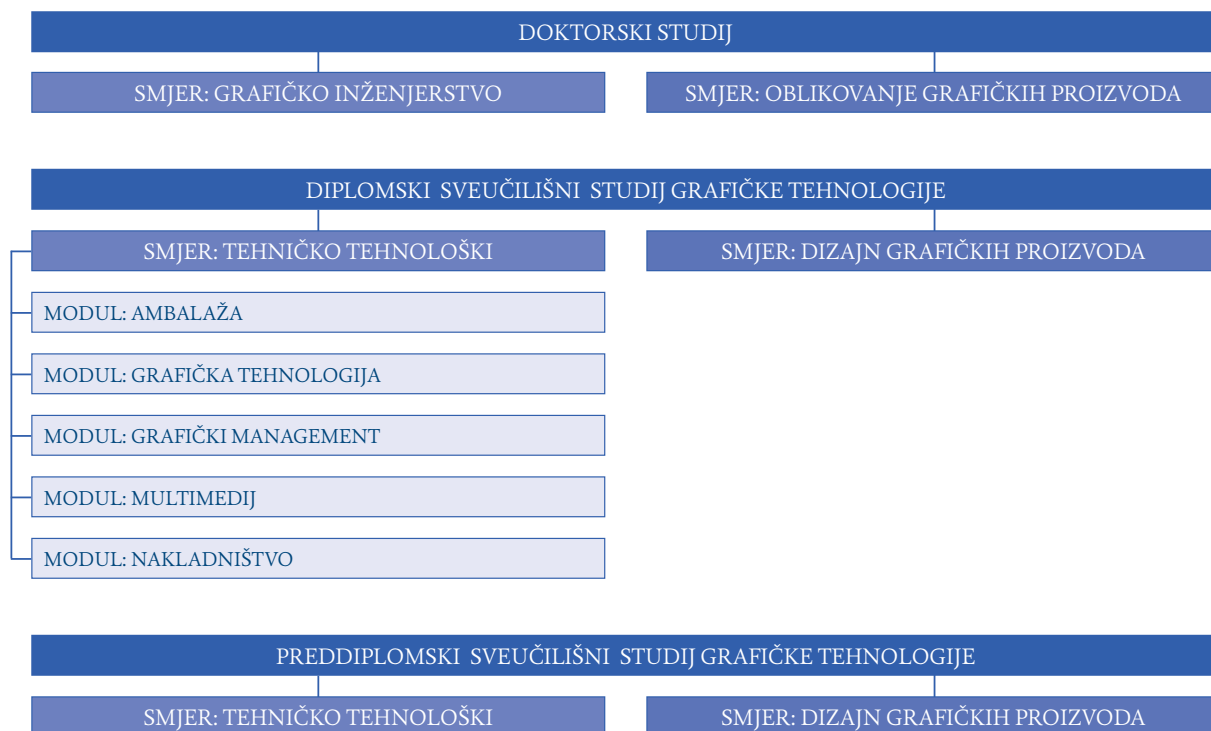 DOKTORSKI STUDIJ
SMJER: GRAFIČKO INŽENJERSTVO
SMJER: OBLIKOVANJE GRAFIČKIH PROIZVODA
DIPLOMSKI SVEUČILIŠNI STUDIJ GRAFIČKE TEHNOLOGIJE
SMJER: TEHNIČKO TEHNOLOŠKI
SMJER: DIZAJN GRAFIČKIH PROIZVODA
MODUL: AMBALAŽA
MODUL: GRAFIČKA TEHNOLOGIJA
MODUL: GRAFIČKI MANAGEMENT
MODUL: MULTIMEDIJ
MODUL: NAKLADNIŠTVO
PREDDIPLOMSKI SVEUČILIŠNI STUDIJ GRAFIČKE TEHNOLOGIJE
SMJER: TEHNIČKO TEHNOLOŠKI
SMJER: DIZAJN GRAFIČKIH PROIZVODA